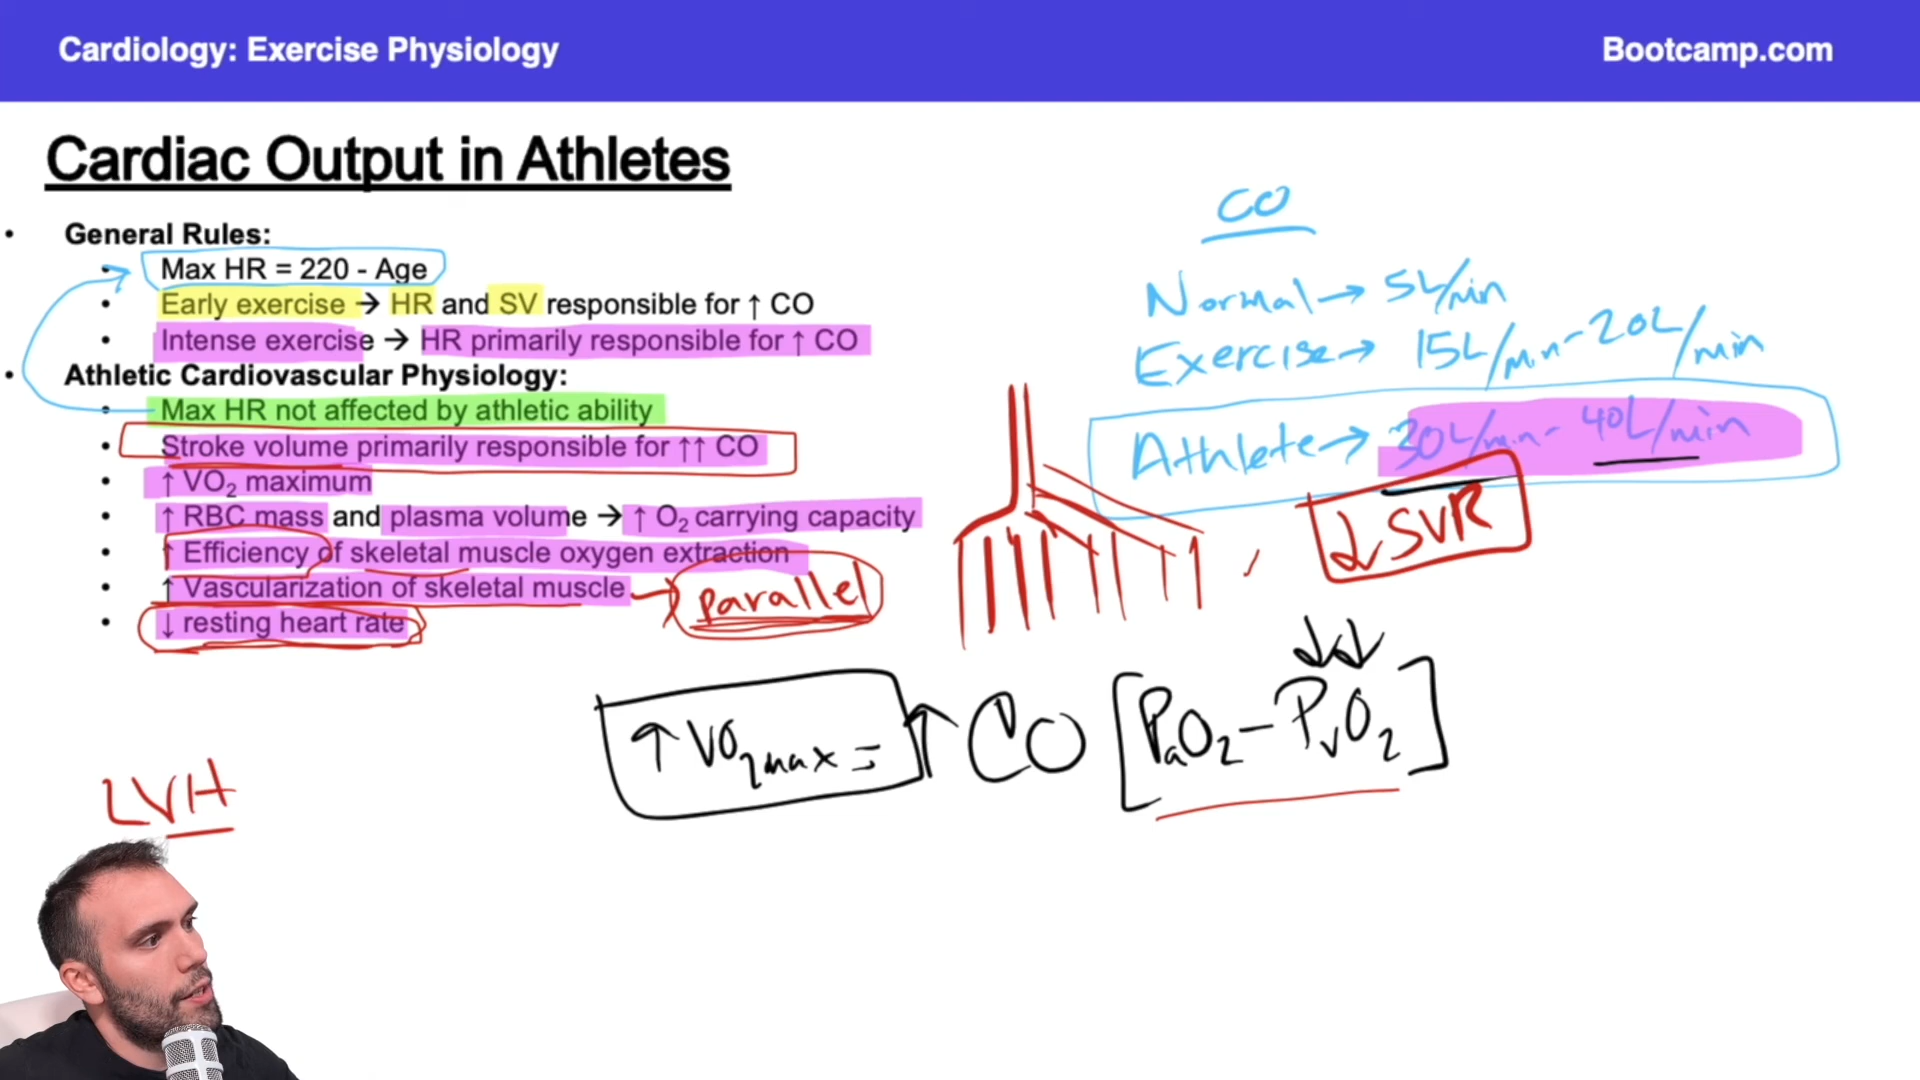 Cardiology: Exercise Physiology
Bootcamp.com
Cardiac Output in Athletes
• General Rules:
• Max HR = 220 - Age
• Early exercise → HR and SV responsible for ↑ CO
• Intense exercise → HR primarily responsible for ↑ CO
• Athletic Cardiovascular Physiology:
• Max HR not affected by athletic ability
• Stroke volume primarily responsible for ↑↑ CO
• ↑ VO₂ maximum
• ↑ RBC mass and plasma volume → ↑ O₂ carrying capacity
• ↑ Efficiency of skeletal muscle oxygen extraction
• ↑ Vascularization of skeletal muscle → parallel
• ↓ resting heart rate
CO
Normal → 5L/min
Exercise → 15L/min - 20L/min
Athlete → 30L/min - 40L/min
↓ SVR
↓↓
↑ VO₂max = ↑ CO [PaO₂ - PvO₂]
LVH